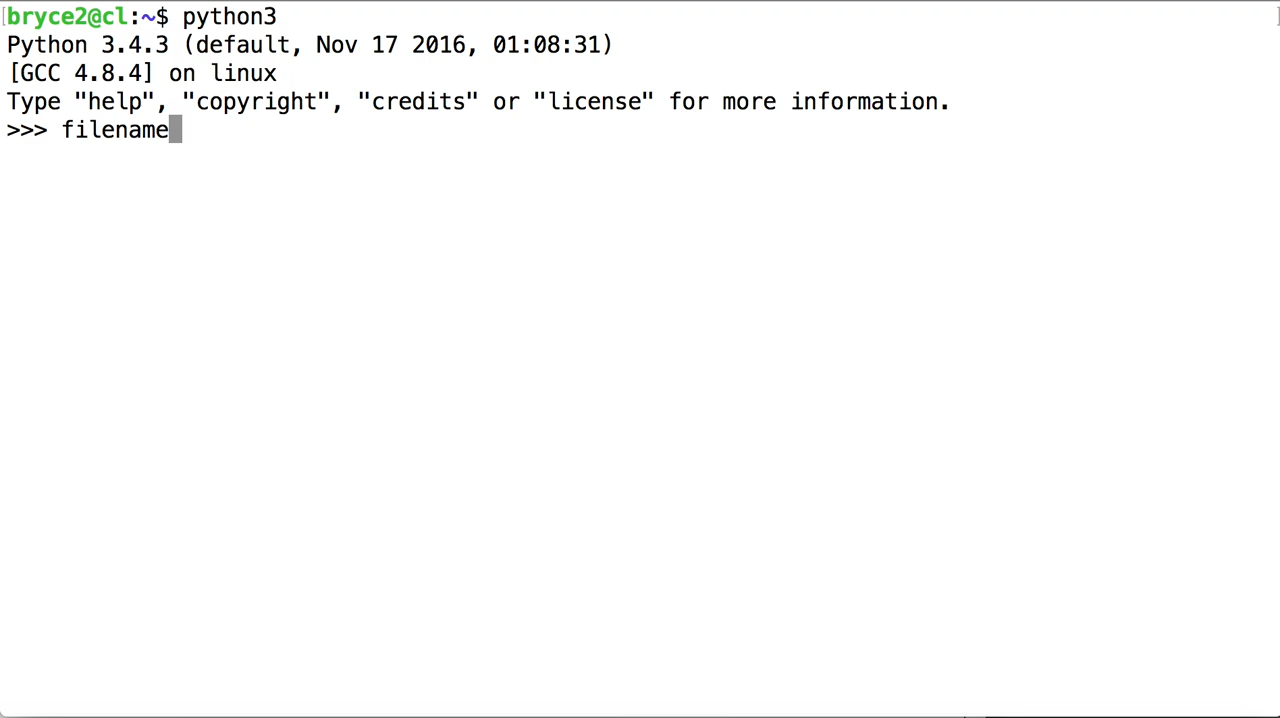 bryce2@cl:~$ python3
Python 3.4.3 (default, Nov 17 2016, 01:08:31)
[GCC 4.8.4] on linux
Type "help", "copyright", "credits" or "license" for more information.
>>> filename